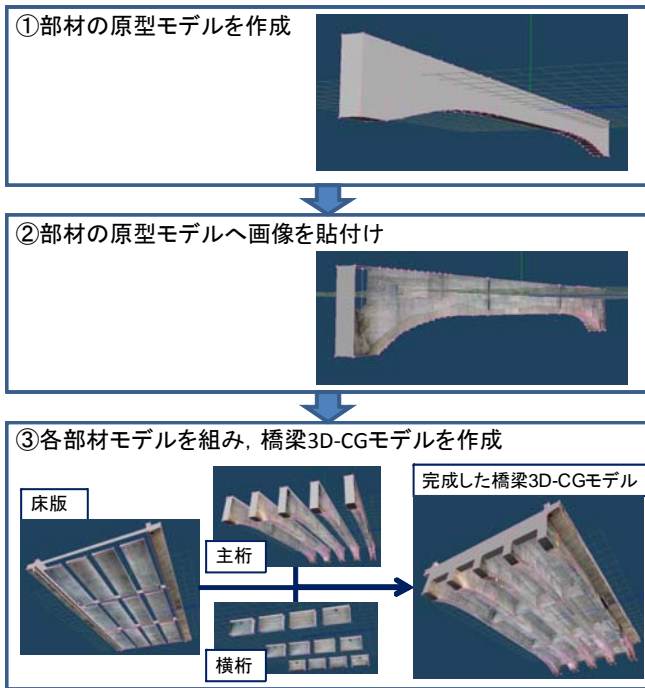 ①部材の原型モデルを作成
②部材の原型モデルへ画像を貼付け
③各部材モデルを組み，橋梁3D-CGモデルを作成
床版
主桁
横桁
完成した橋梁3D-CGモデル